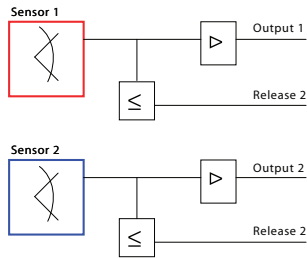 Sensor 1
Output 1
≤
Release 2
Sensor 2
Output 2
≤
Release 2